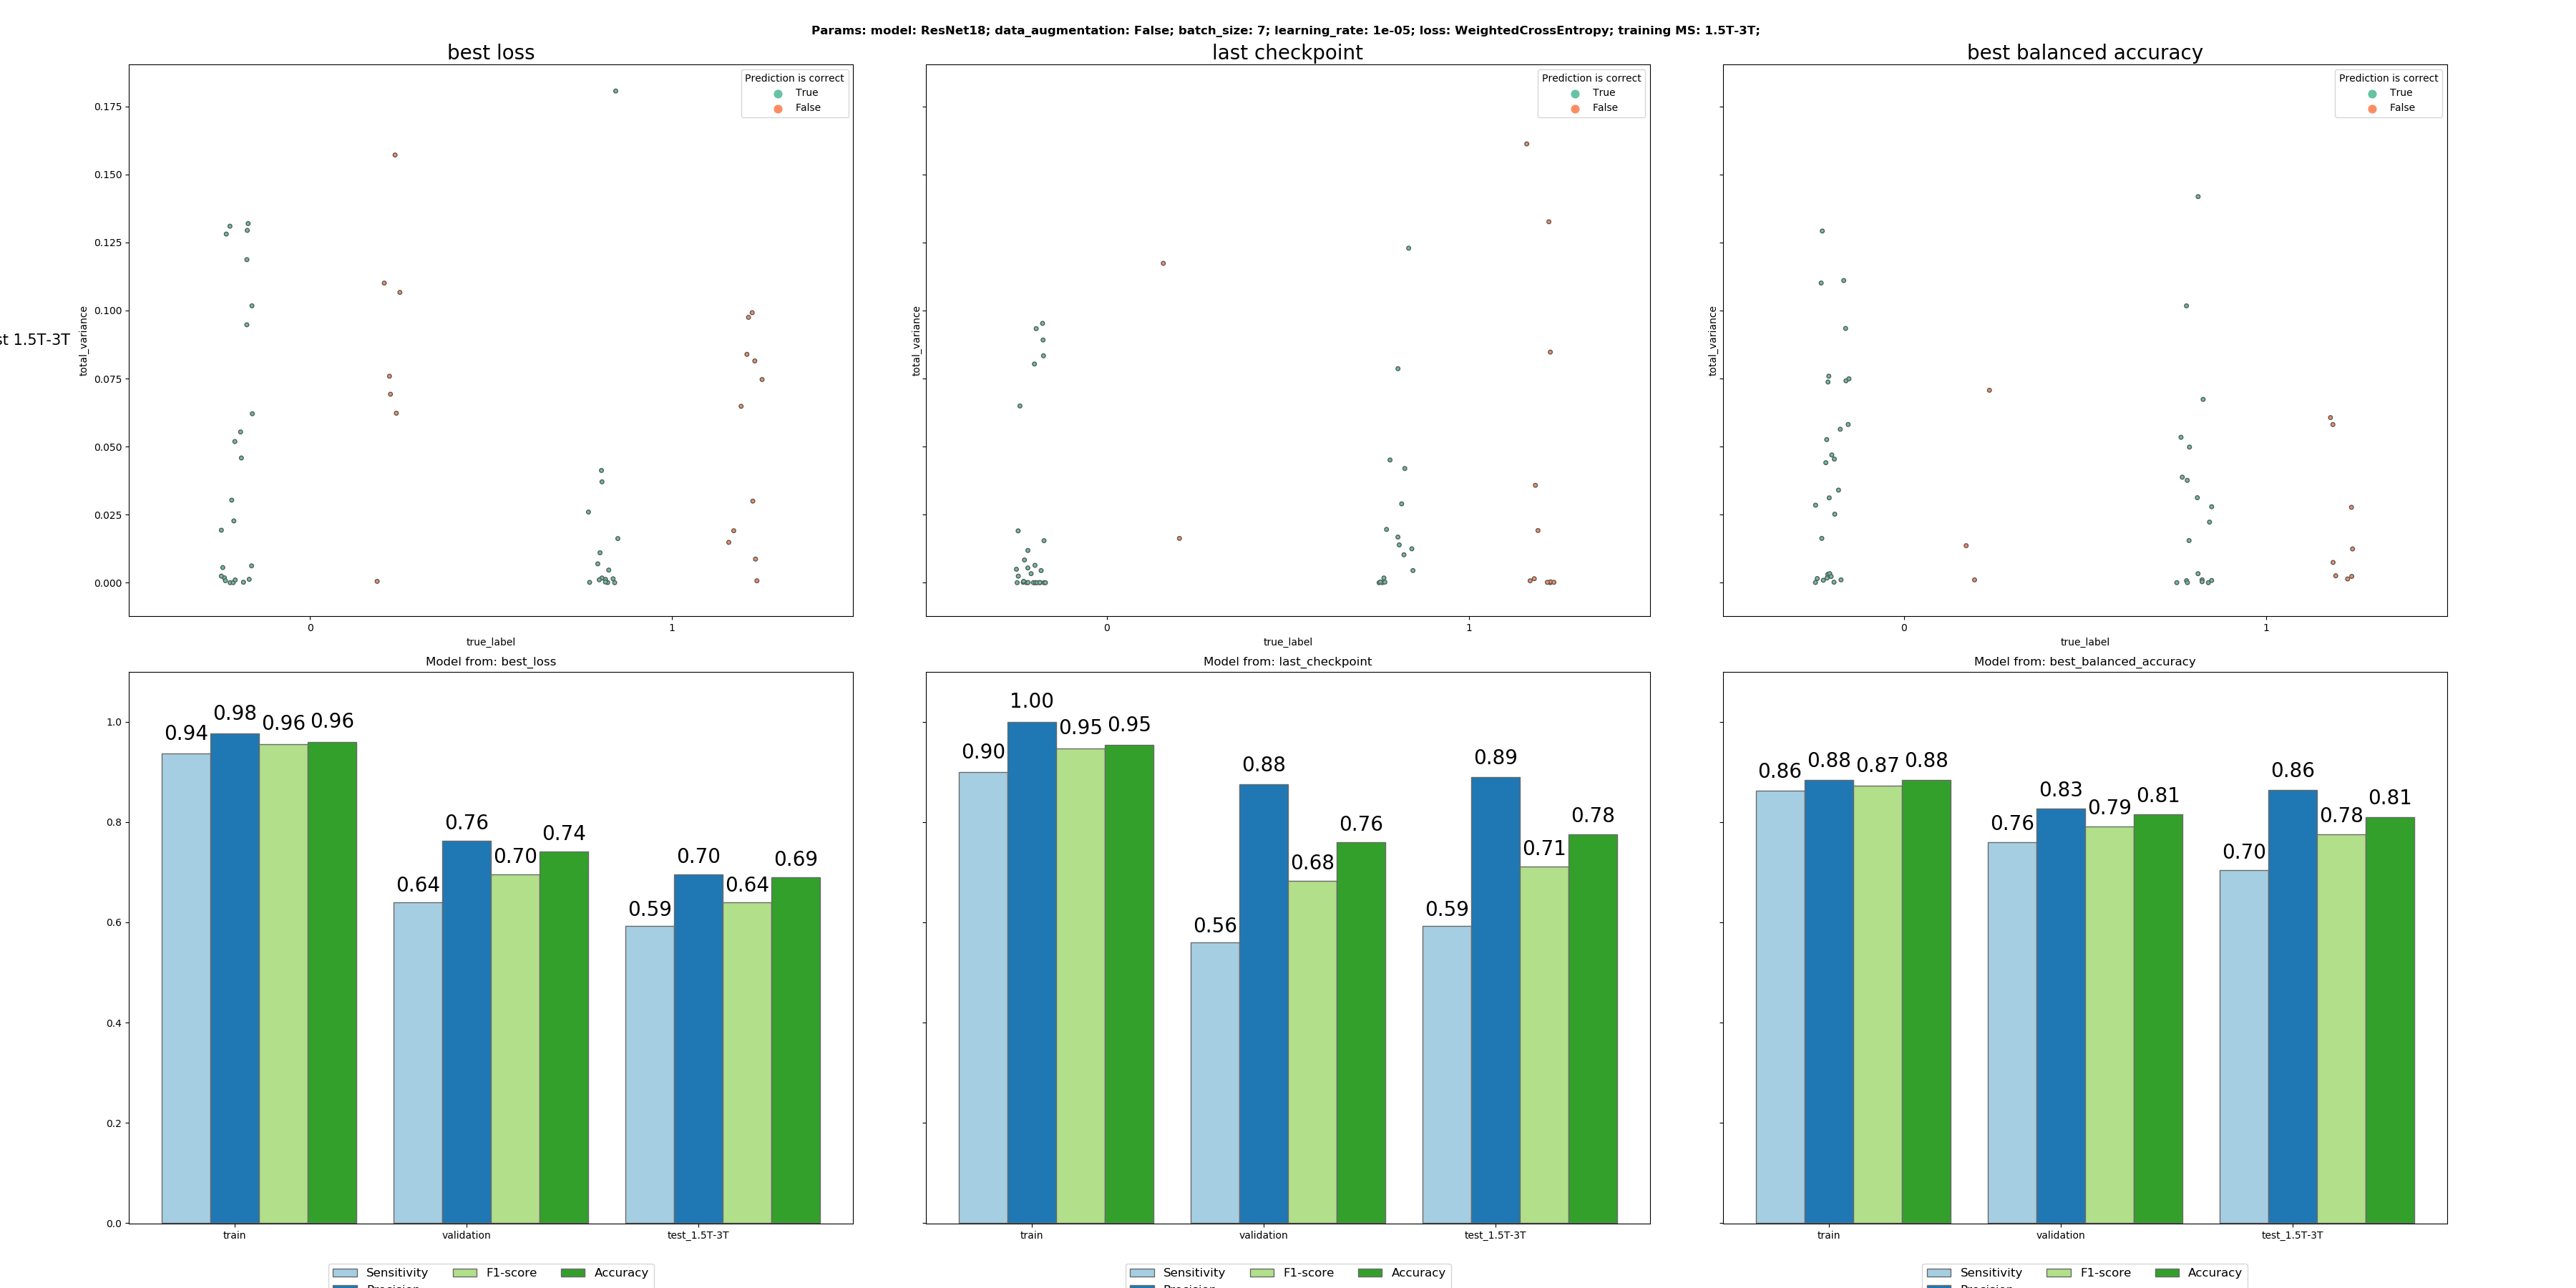 Params: model: ResNet18; data_augmentation: False; batch_size: 7; learning_rate: 1e-05; loss: WeightedCrossEntropy; training MS: 1.5T-3T;
best loss
last checkpoint
best balanced accuracy
Prediction is correct
True
False
Prediction is correct
True
False
Prediction is correct
True
False
0.175
0.150
0.125
0.100
0.075
0.050
0.025
0.000
1.5T-3T
total_variance
total_variance
total_variance
0 1
0 1
0 1
true_label
true_label
true_label
Model from: best_loss
Model from: last_checkpoint
Model from: best_balanced_accuracy
1.0
0.8
0.6
0.4
0.2
0.0
0.94 0.98 0.96 0.96
0.64 0.76 0.70 0.74
0.59 0.70 0.64 0.69
0.90 1.00 0.95 0.95
0.56 0.88 0.68 0.76
0.59 0.89 0.71 0.78
0.86 0.88 0.87 0.88
0.76 0.83 0.79 0.81
0.70 0.86 0.78 0.81
train validation test_1.5T-3T
train validation test_1.5T-3T
train validation test_1.5T-3T
Sensitivity F1-score Accuracy
Sensitivity F1-score Accuracy
Sensitivity F1-score Accuracy